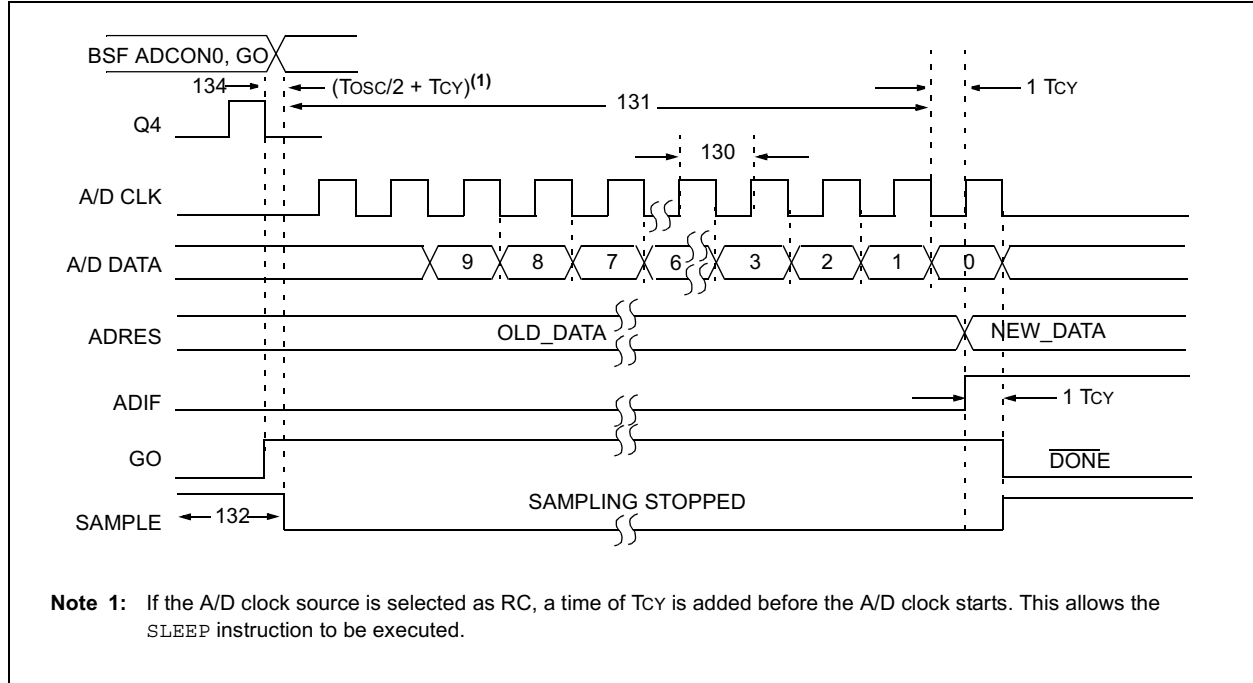 BSF ADCON0, GO
134 (TOSC/2 + TCY)(1) 131 1 TCY
Q4
130
A/D CLK
A/D DATA 9 8 7 6 3 2 1 0
ADRES OLD_DATA NEW_DATA
ADIF 1 TCY
GO DONE
SAMPLE 132 SAMPLING STOPPED
Note 1: If the A/D clock source is selected as RC, a time of TCY is added before the A/D clock starts. This allows the
SLEEP instruction to be executed.